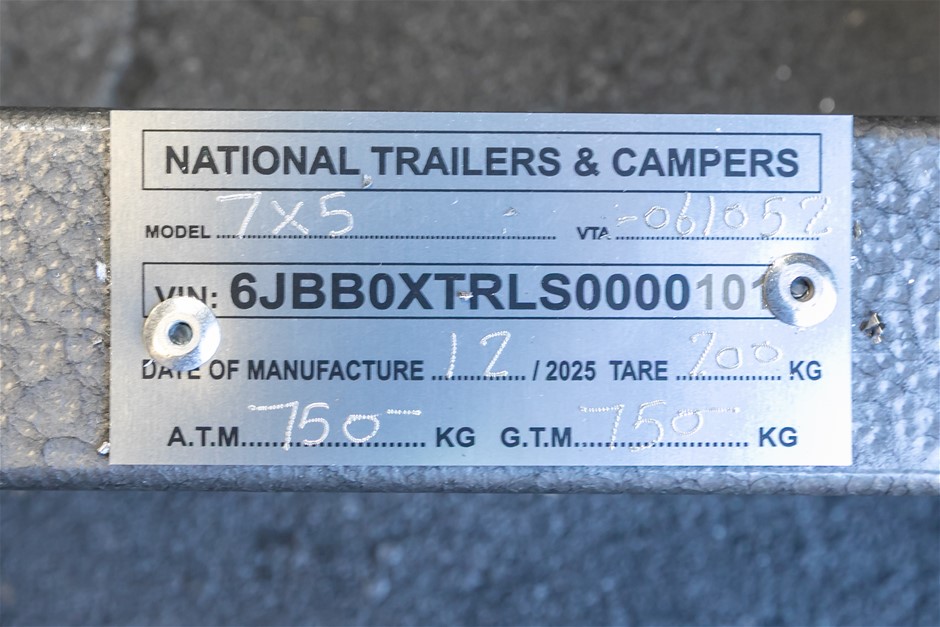 NATIONAL TRAILERS & CAMPERS
MODEL 7X5 VTA -061052
VIN: 6JBB0XTRLS0000101
DATE OF MANUFACTURE 12 / 2025 TARE 200 KG
A.T.M. 750 KG G.T.M. 750 KG